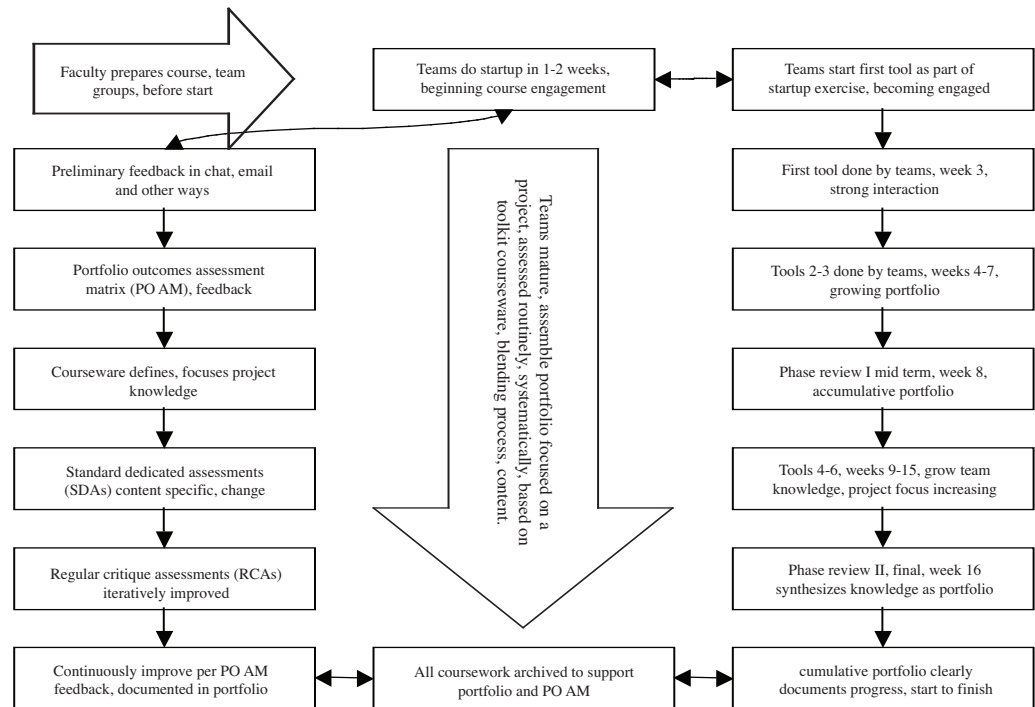 Faculty prepares course, team
groups, before start
Teams do startup in 1-2 weeks,
beginning course engagement
Teams start first tool as part of
startup exercise, becoming engaged
Preliminary feedback in chat, email
and other ways
First tool done by teams, week 3,
strong interaction
Portfolio outcomes assessment
matrix (PO AM), feedback
Tools 2-3 done by teams, weeks 4-7,
growing portfolio
Teams mature, assemble portfolio focused on a
project, assessed routinely, systematically, based on
toolkit courseware, blending process, content.
Courseware defines, focuses project
knowledge
Phase review I mid term, week 8,
accumulative portfolio
Standard dedicated assessments
(SDAs) content specific, change
Tools 4-6, weeks 9-15, grow team
knowledge, project focus increasing
Regular critique assessments (RCAs)
iteratively improved
Phase review II, final, week 16
synthesizes knowledge as portfolio
Continuously improve per PO AM
feedback, documented in portfolio
All coursework archived to support
portfolio and PO AM
cumulative portfolio clearly
documents progress, start to finish